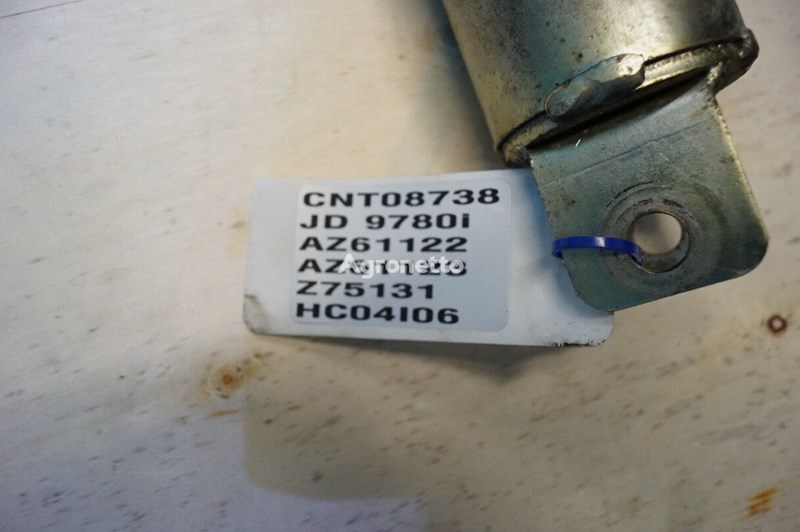 CNT08738
JD 9780i
AZ61122
Agronetto
Z75131
HC04I06